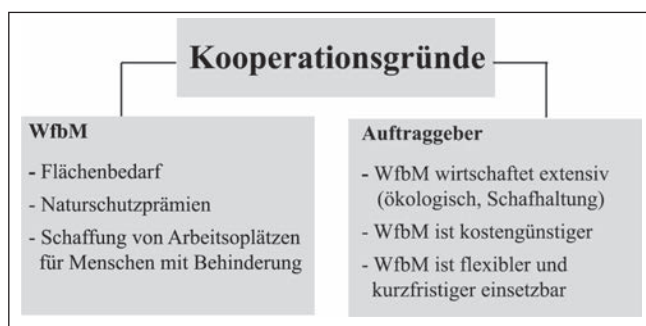 Kooperationsgründe
WfbM
- Flächenbedarf
- Naturschutzprämien
- Schaffung von Arbeitsoplätzen
für Menschen mit Behinderung
Auftraggeber
- WfbM wirtschaftet extensiv
(ökologisch, Schafhaltung)
- WfbM ist kostengünstiger
- WfbM ist flexibler und
kurzfristiger einsetzbar